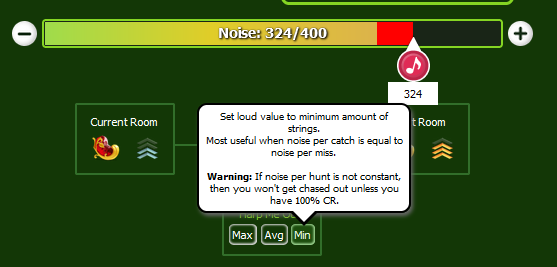 Noise: 324/400
324
Current Room
Room
Set loud value to minimum amount of
strings.
Most useful when noise per catch is equal to
noise per miss.
Warning: If noise per hunt is not constant,
then you won't get chased out unless you
have 100% CR.
Harp Me
Max Avg Min